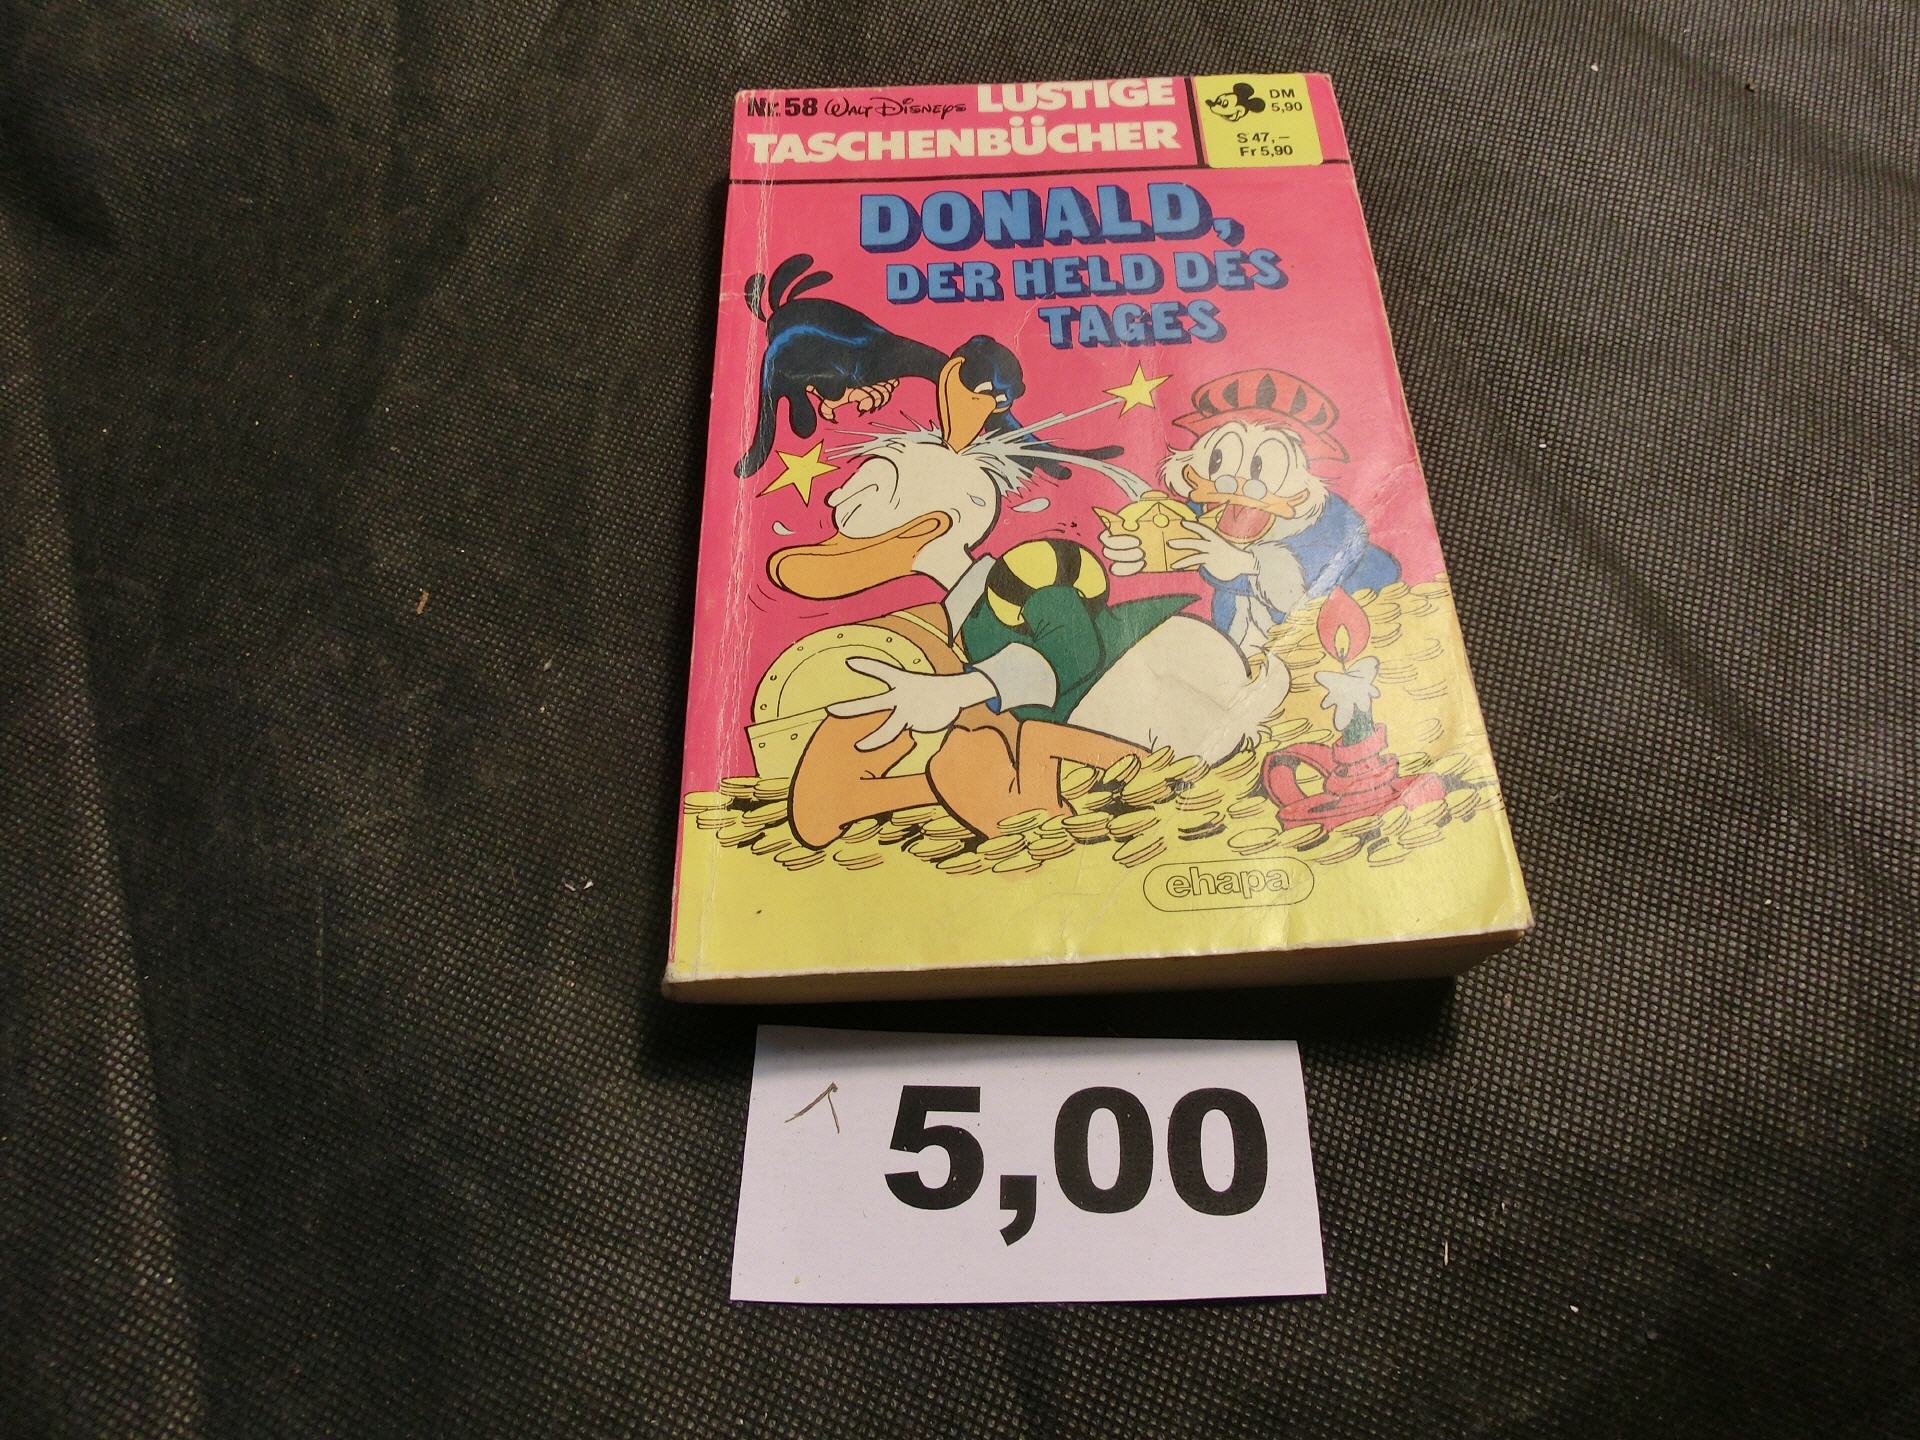 Nr. 58 Walt Disneys LUSTIGE
TASCHENBÜCHER
DM
5,90
S 47,–
Fr 5,90
DONALD,
DER HELD DES
TAGES
ehapa
5,00